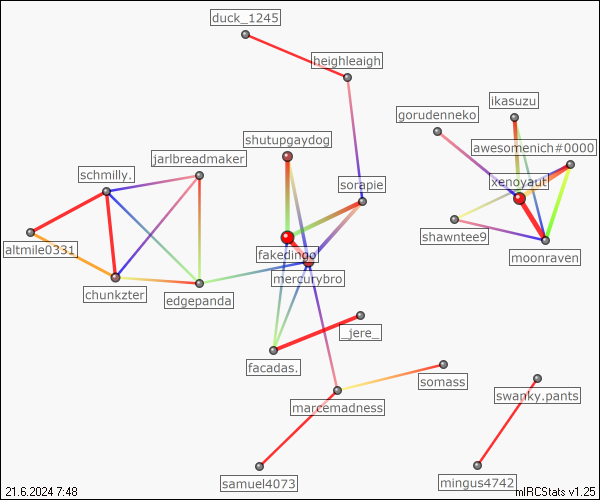 duck_1245
heighleaigh
ikasuzu
gorudenneko
shutupgaydog
awesomenich#0000
jarlbreadmaker
schmilly.
xenoyaut
sorapie
shawntee9
altmile0331
fakedingo
moonraven
mercurybro
chunkzter
edgepanda
_jere_
facadas.
somass
swanky.pants
marcemadness
samuel4073
mingus4742
21.6.2024 7:48
mIRCStats v1.25